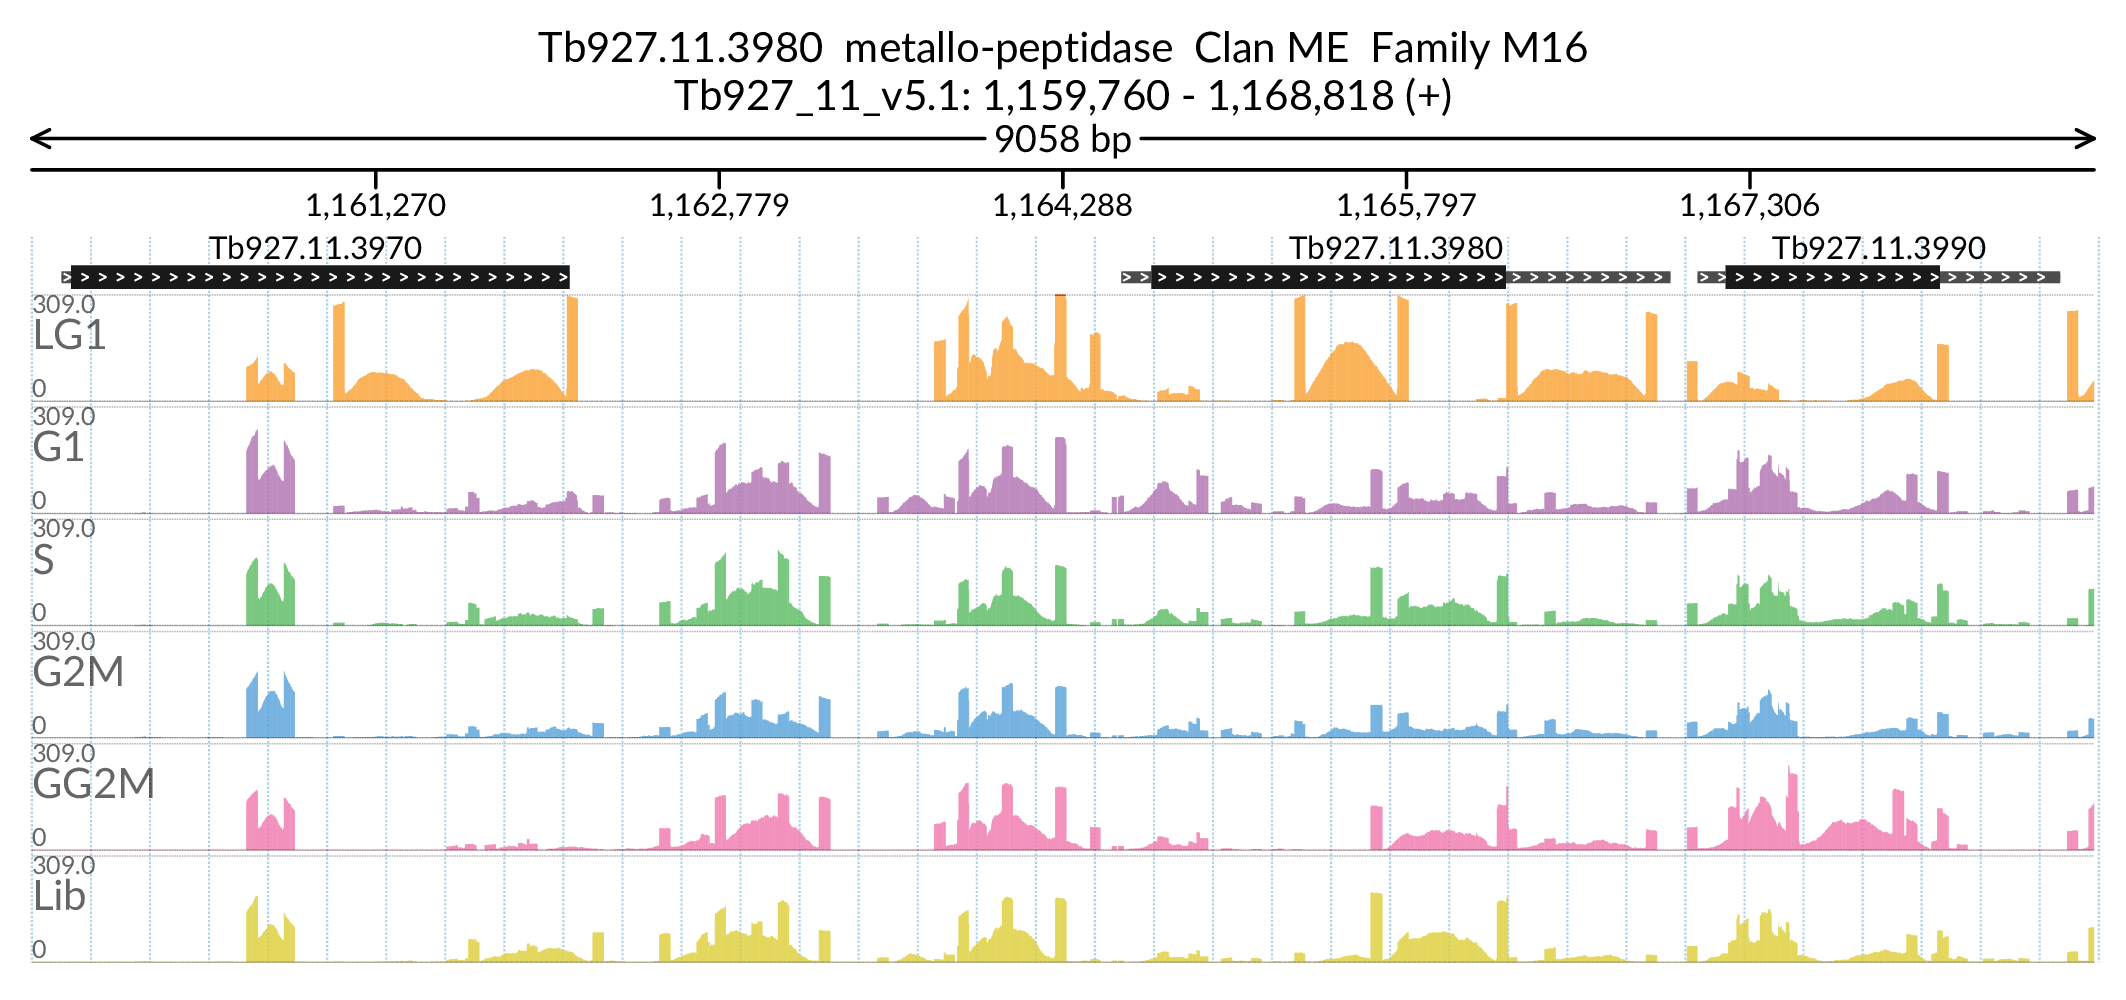 Tb927.11.3980 metallo-peptidase Clan ME Family M16
Tb927_11_v5.1: 1,159,760 - 1,168,818 (+)
9058 bp
1,161,270 1,162,779 1,164,288 1,165,797 1,167,306
Tb927.11.3970 Tb927.11.3980 Tb927.11.3990
309.0
LG1
0
309.0
G1
0
309.0
S
0
309.0
G2M
0
309.0
GG2M
0
309.0
Lib
0